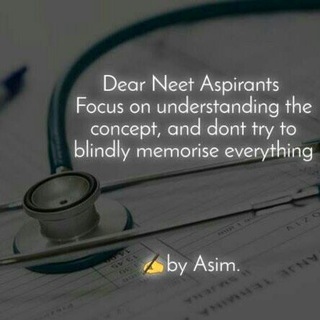 Dear Neet Aspirants
Focus on understanding the
concept, and dont try to
blindly memorise everything
✍️by Asim.